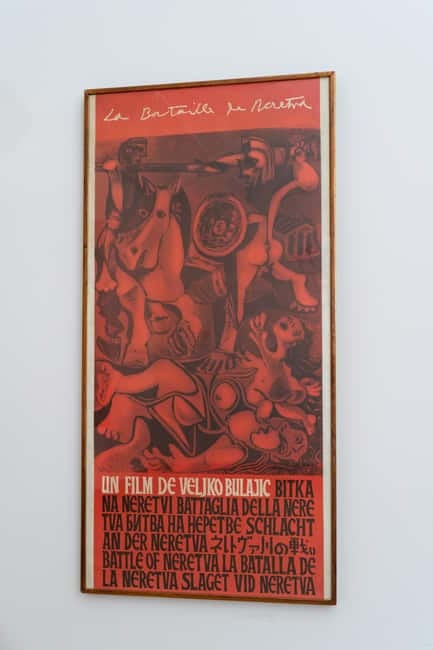 La Bataille de Neretva
UN FILM DE VELJKO BULAJIC BITKA
NA NERETVI BATTAGLIA DELLA NERE
TVA БИТВА НА НЕРЕТВЕ SCHLACHT
AN DER NERETVA ネレトヴァ川の戦い
BATTLE OF NERETVA LA BATALLA DE
LA NERETVA SLAGET VID NERETVA